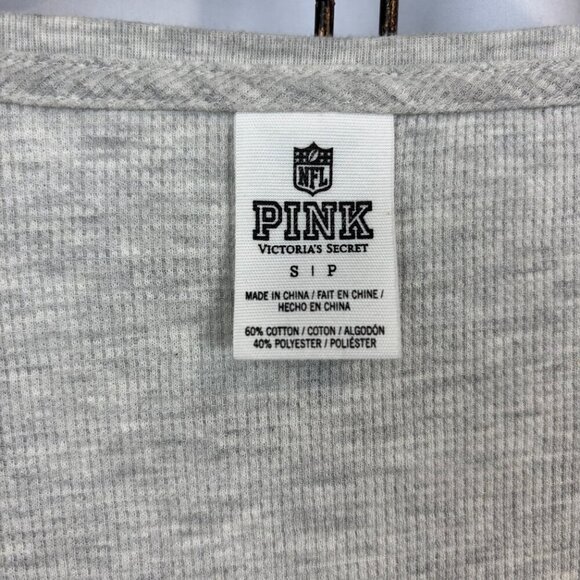 NFL
PINK
VICTORIA'S SECRET
S | P
MADE IN CHINA / FAIT EN CHINE /
HECHO EN CHINA
60% COTTON / COTON / ALGODÓN
40% POLYESTER / POLIÉSTER